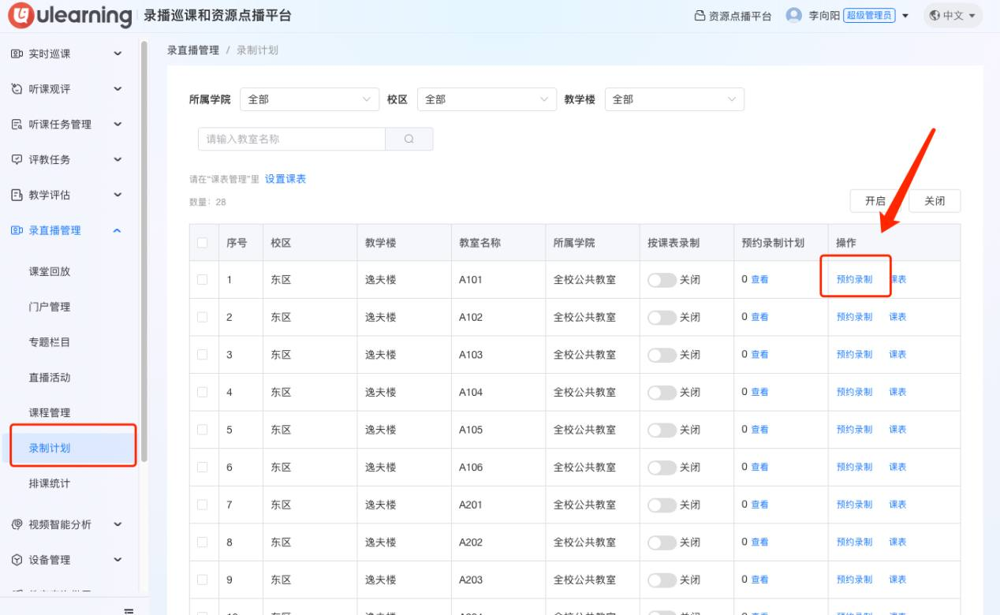 ulearning 录播巡课和资源点播平台 资源点播平台 李向阳 超级管理员 中文
实时巡课
听课观评
听课任务管理
评教任务
教学评估
录直播管理
课堂回放
门户管理
专题栏目
直播活动
课程管理
录制计划
排课统计
视频智能分析
设备管理
录直播管理 / 录制计划
所属学院 全部 校区 全部 教学楼 全部
请输入教室名称
请在“课表管理”里 设置课表
数量：28
开启 关闭
序号 校区 教学楼 教室名称 所属学院 按课表录制 预约录制计划 操作
1 东区 逸夫楼 A101 全校公共教室 关闭 0 查看 预约录制 课表
2 东区 逸夫楼 A102 全校公共教室 关闭 0 查看 预约录制 课表
3 东区 逸夫楼 A103 全校公共教室 关闭 0 查看 预约录制 课表
4 东区 逸夫楼 A104 全校公共教室 关闭 0 查看 预约录制 课表
5 东区 逸夫楼 A105 全校公共教室 关闭 0 查看 预约录制 课表
6 东区 逸夫楼 A106 全校公共教室 关闭 0 查看 预约录制 课表
7 东区 逸夫楼 A201 全校公共教室 关闭 0 查看 预约录制 课表
8 东区 逸夫楼 A202 全校公共教室 关闭 0 查看 预约录制 课表
9 东区 逸夫楼 A203 全校公共教室 关闭 0 查看 预约录制 课表